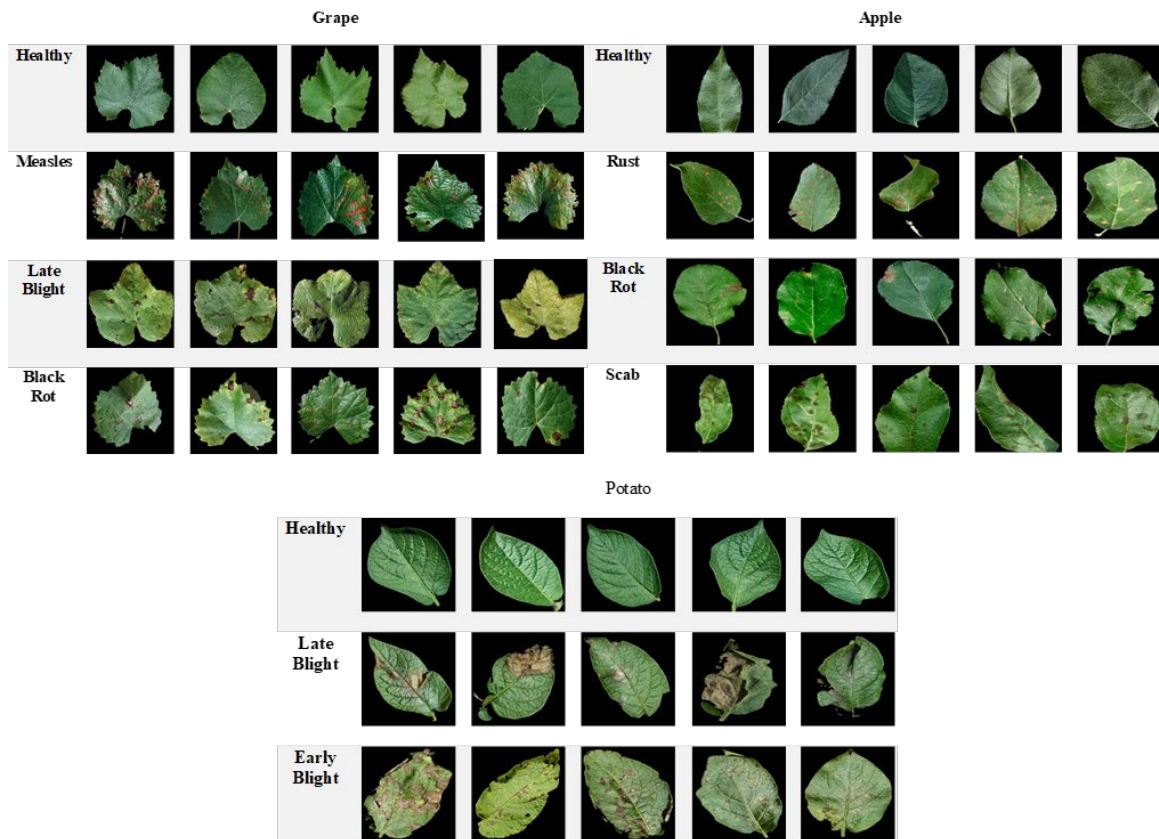 Grape
Healthy
Measles
Late
Blight
Black
Rot
Apple
Healthy
Rust
Black
Rot
Scab
Potato
Healthy
Late
Blight
Early
Blight